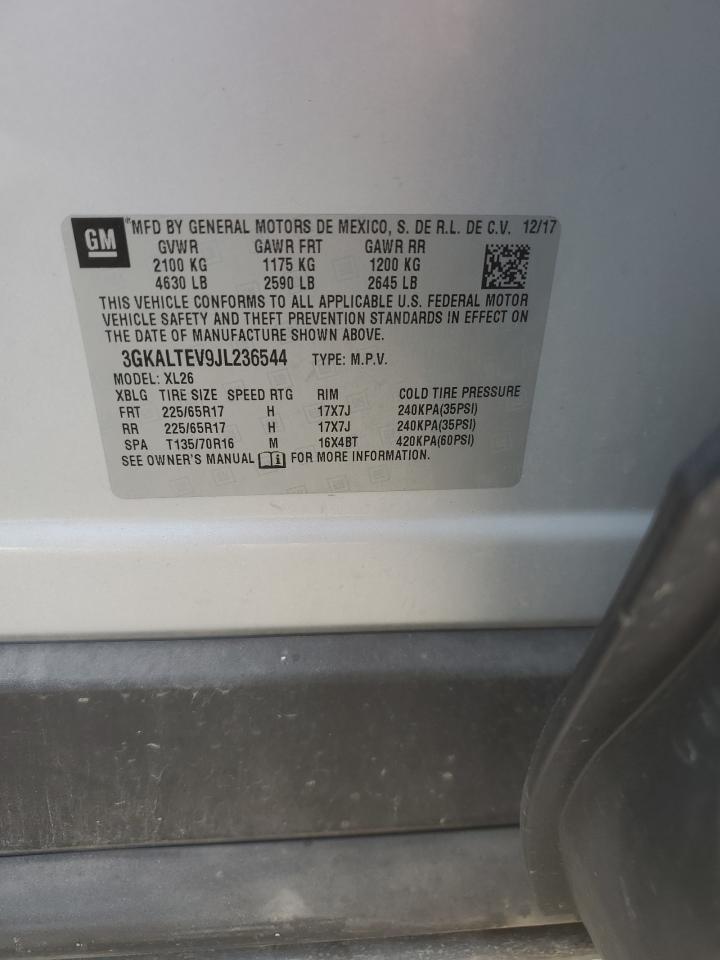 GM ® MFD BY GENERAL MOTORS DE MEXICO, S. DE R.L. DE C.V. 12/17
GVWR GAWR FRT GAWR RR
2100 KG 1175 KG 1200 KG
4630 LB 2590 LB 2645 LB
THIS VEHICLE CONFORMS TO ALL APPLICABLE U.S. FEDERAL MOTOR
VEHICLE SAFETY AND THEFT PREVENTION STANDARDS IN EFFECT ON
THE DATE OF MANUFACTURE SHOWN ABOVE.
3GKALTEV9JL236544 TYPE: M.P.V.
MODEL: XL26
XBLG TIRE SIZE SPEED RTG RIM COLD TIRE PRESSURE
FRT 225/65R17 H 17X7J 240KPA(35PSI)
RR 225/65R17 H 17X7J 240KPA(35PSI)
SPA T135/70R16 M 16X4BT 420KPA(60PSI)
SEE OWNER'S MANUAL i FOR MORE INFORMATION.